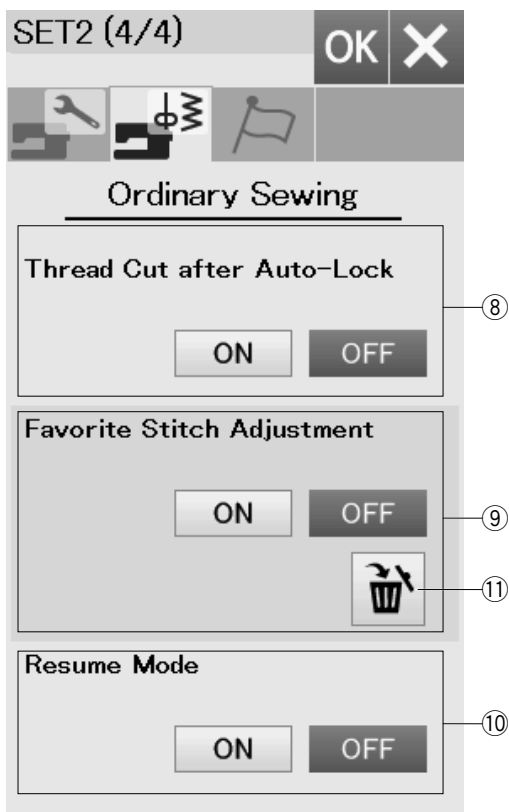 SET2 (4/4)
OK
Ordinary Sewing
Thread Cut after Auto-Lock
ON OFF
⑧
Favorite Stitch Adjustment
ON OFF
⑨
⑪
Resume Mode
ON OFF
⑩